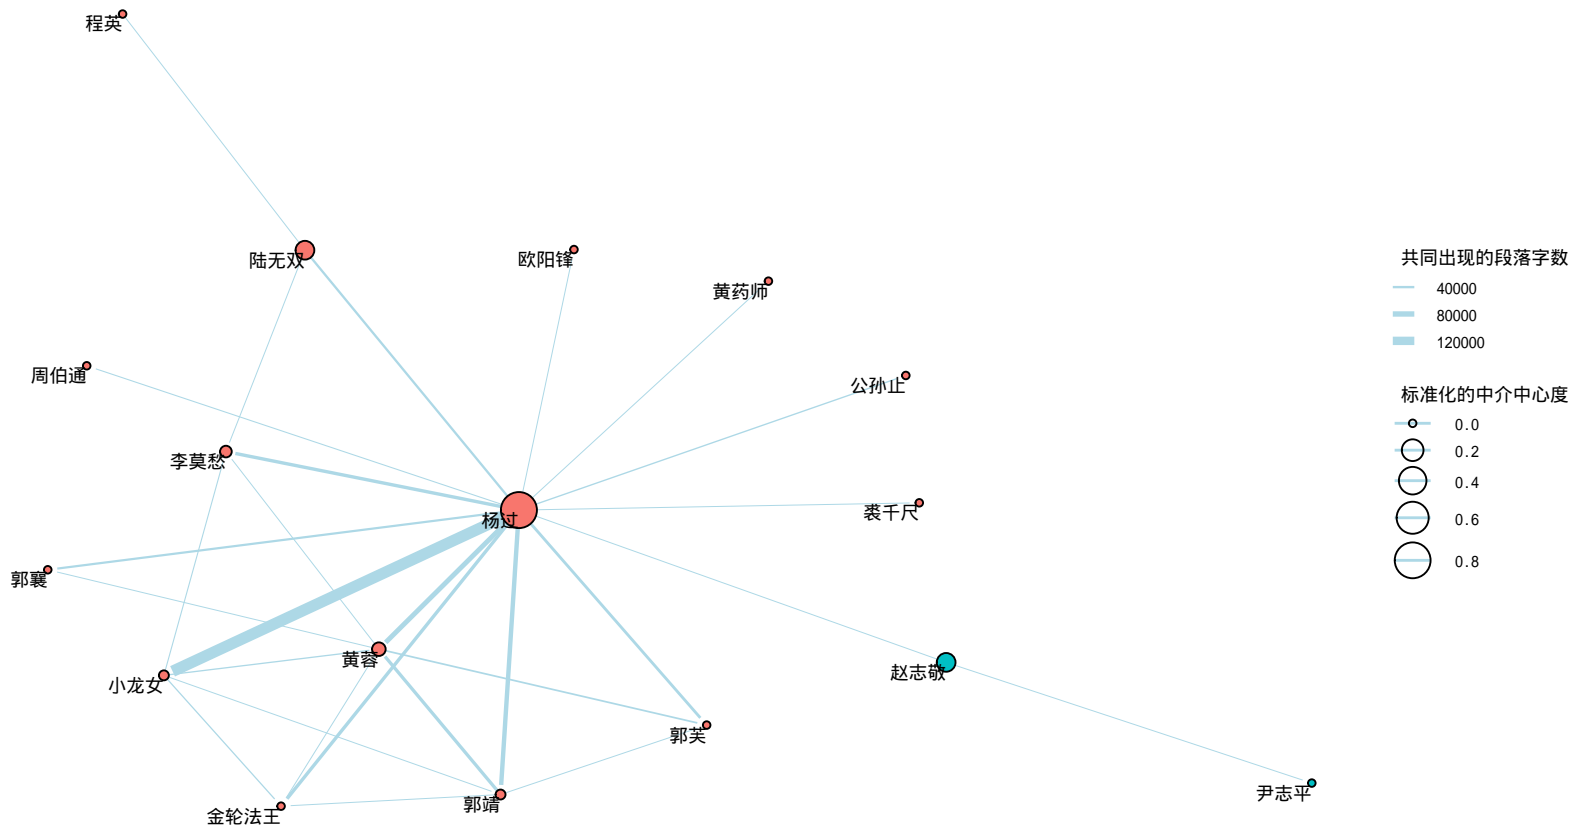 程英
陆无双
欧阳锋
黄药师
周伯通
公孙止
李莫愁
杨过
裘千尺
郭襄
黄蓉
小龙女
赵志敬
郭芙
郭靖
金轮法王
尹志平
共同出现的段落字数
40000
80000
120000
标准化的中介中心度
0.0
0.2
0.4
0.6
0.8